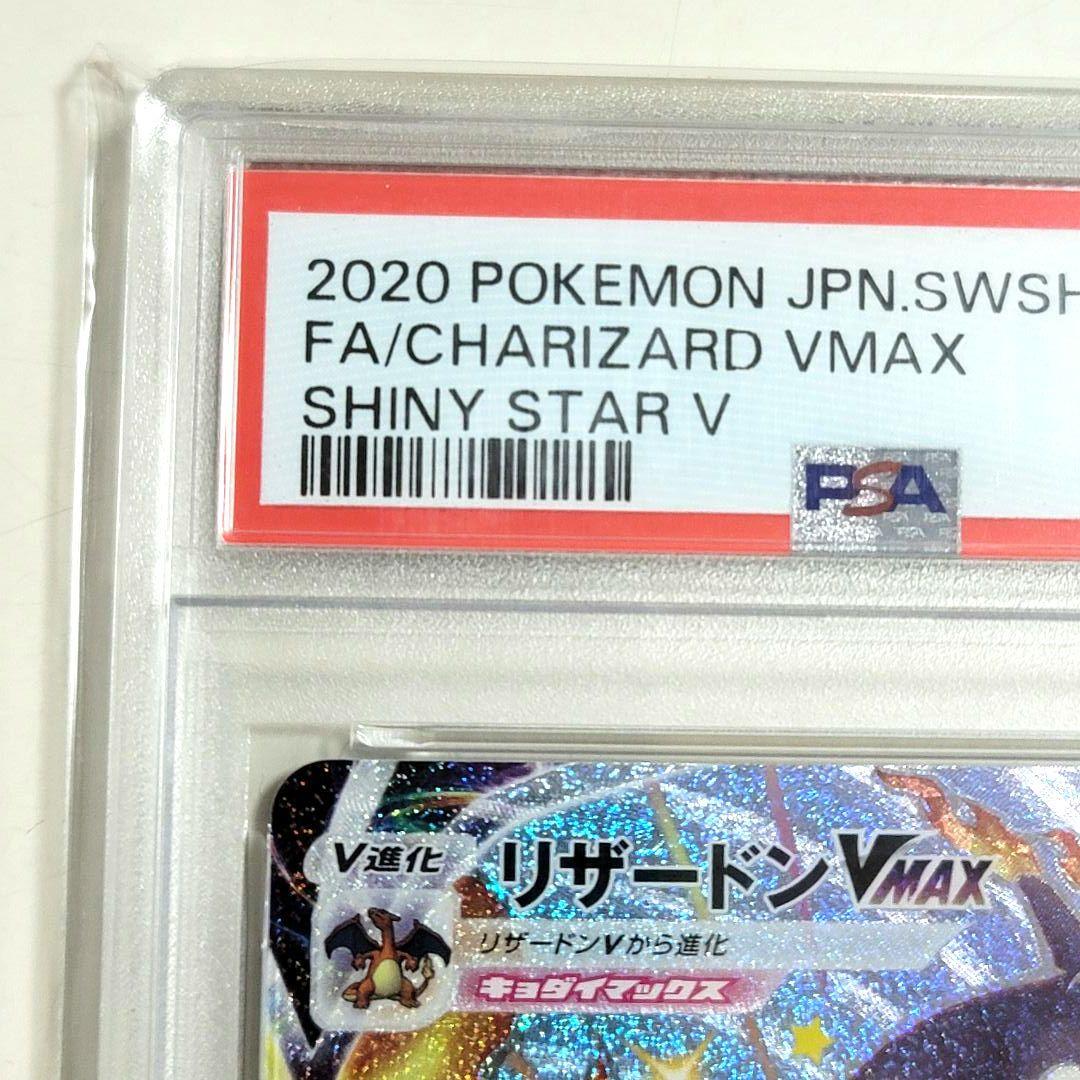 2020 POKEMON JPN.SWSH
FA/CHARIZARD VMAX
SHINY STAR V
PSA
V進化
リザードンVMAX
リザードンVから進化
キョダイマックス